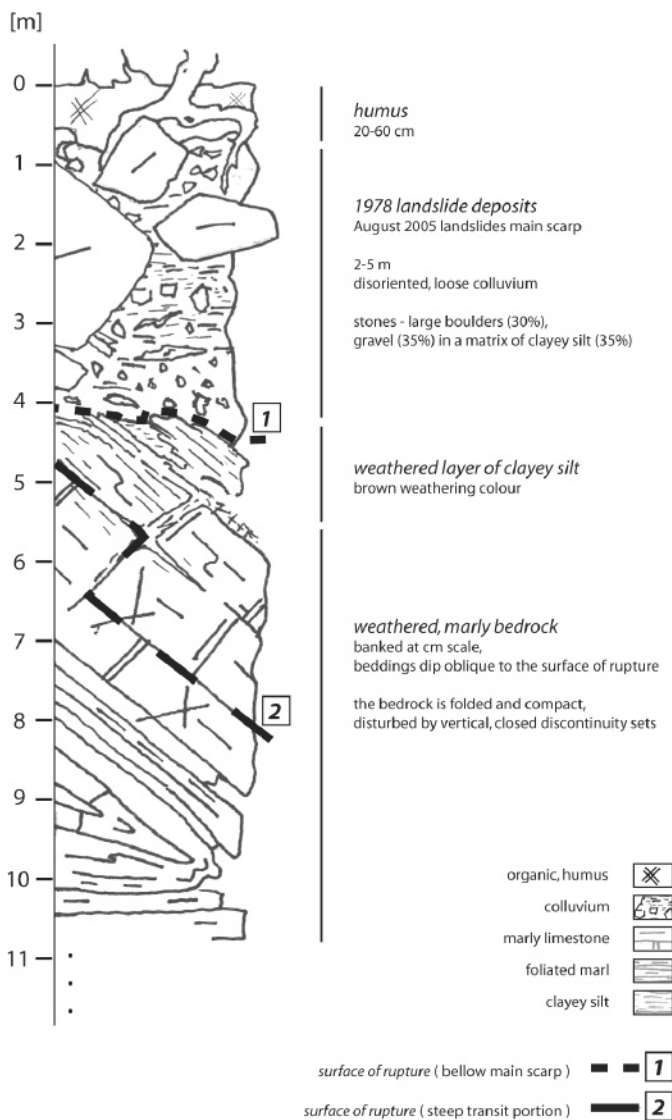 [m]
0
humus
20-60 cm
1
1978 landslide deposits
August 2005 landslides main scarp
2
2-5 m
disoriented, loose colluvium
3
stones - large boulders (30%),
gravel (35%) in a matrix of clayey silt (35%)
4
1
weathered layer of clayey silt
brown weathering colour
5
6
weathered, marly bedrock
banked at cm scale,
beddings dip oblique to the surface of rupture
7
the bedrock is folded and compact,
disturbed by vertical, closed discontinuity sets
2
8
9
10
11
organic, humus
colluvium
marly limestone
foliated marl
clayey silt
surface of rupture ( bellow main scarp ) 1
surface of rupture ( steep transit portion ) 2